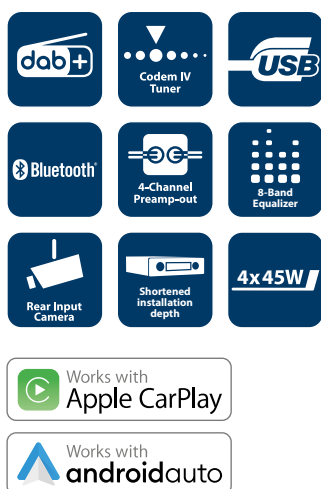 dab+
Codem IV
Tuner
USB
Bluetooth®
4-Channel
Preamp-out
8-Band
Equalizer
Rear Input
Camera
Shortened
installation
depth
4x45W
Works with
Apple CarPlay
Works with
androidauto